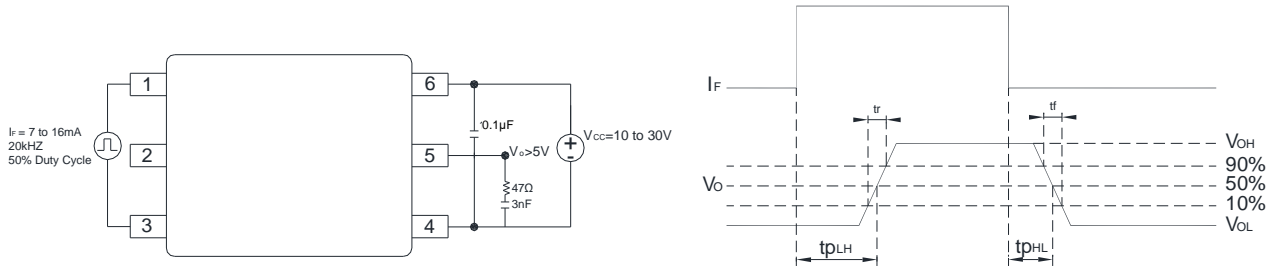 IF = 7 to 16mA
20kHZ
50% Duty Cycle
1
2
3
6
5
4
0.1µF
Vo>5V
47Ω
3nF
+
-
VCC=10 to 30V
IF
tr
tf
VOH
90%
VO
50%
10%
VOL
tpLH
tpHL